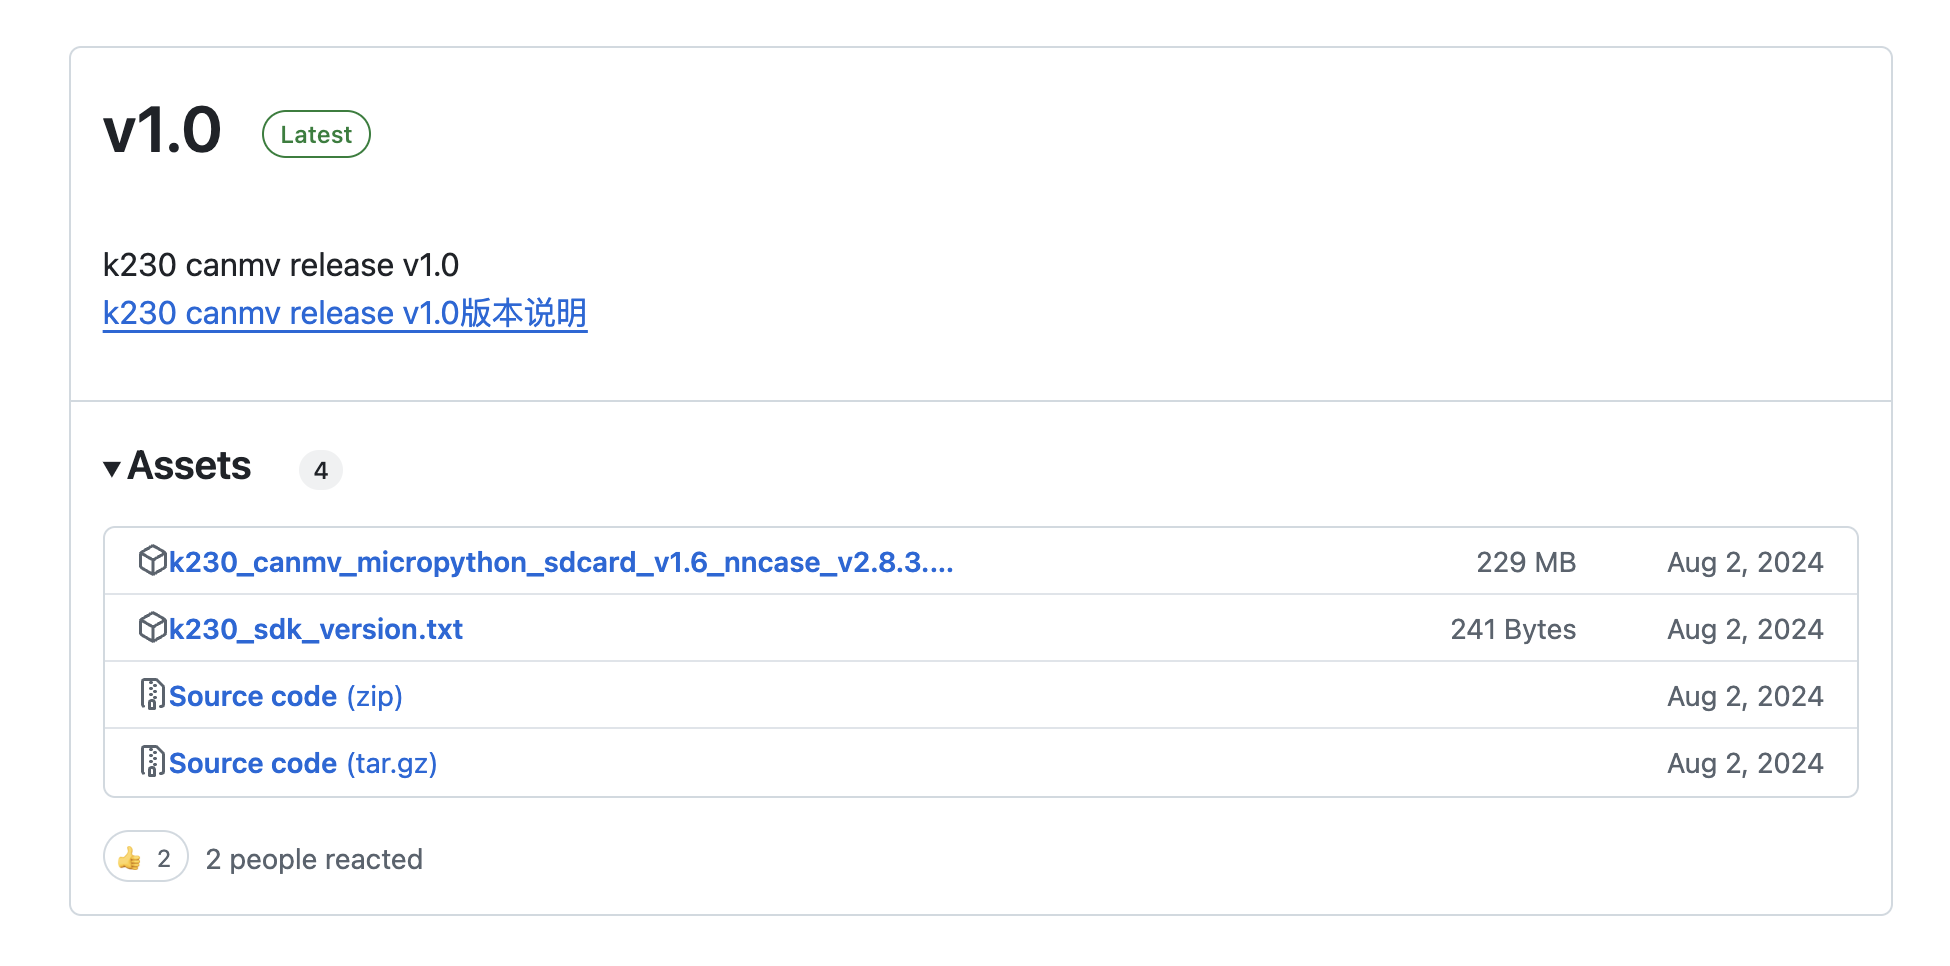 v1.0 Latest
k230 canmv release v1.0
k230 canmv release v1.0版本说明
Assets 4
k230_canmv_micropython_sdcard_v1.6_nncase_v2.8.3.... 229 MB Aug 2, 2024
k230_sdk_version.txt 241 Bytes Aug 2, 2024
Source code (zip) Aug 2, 2024
Source code (tar.gz) Aug 2, 2024
👍 2 2 people reacted